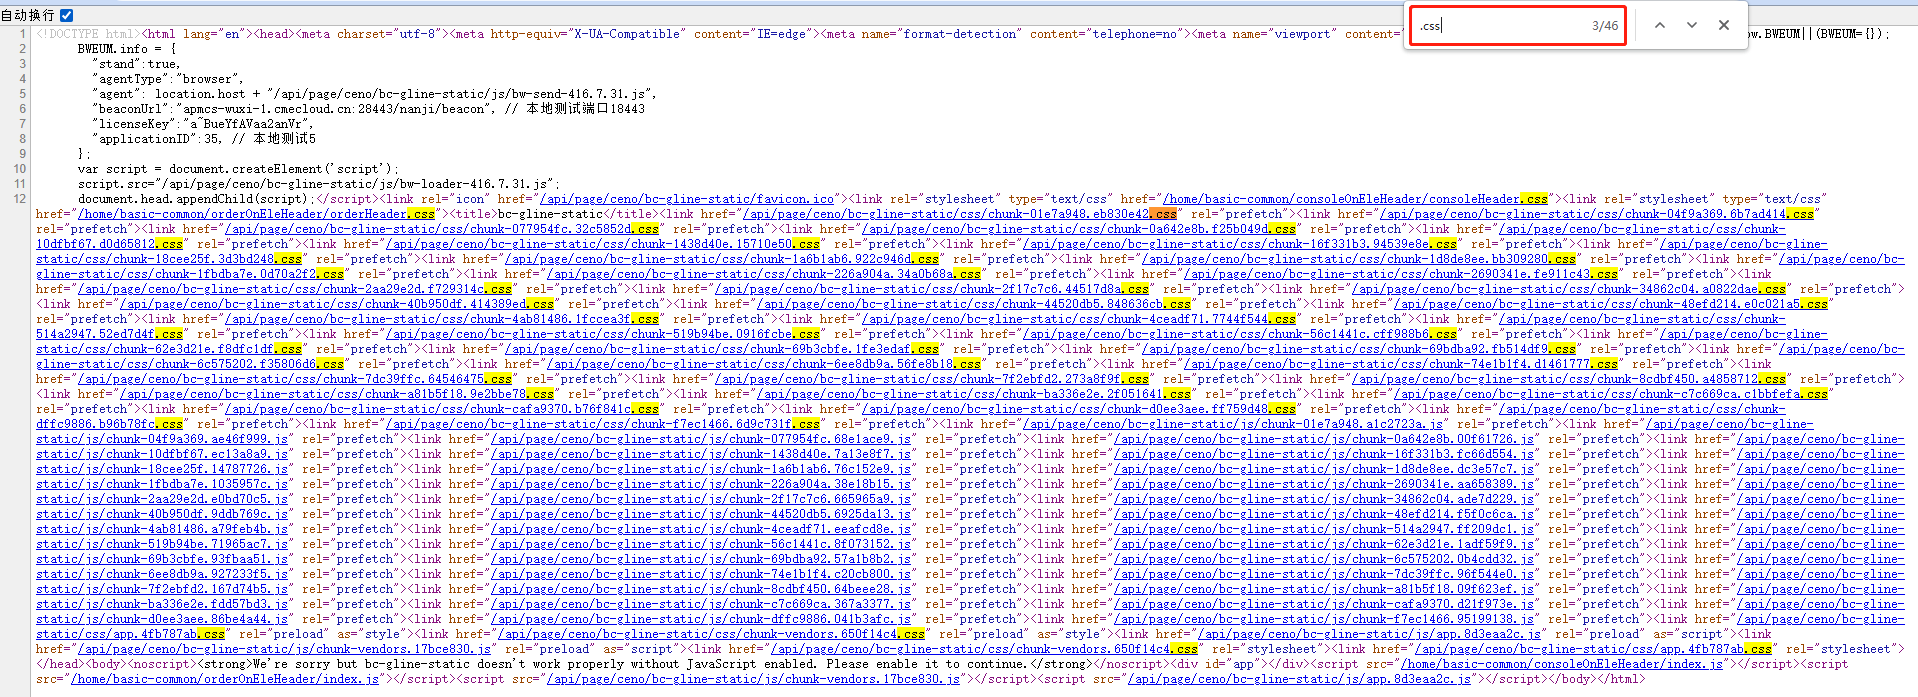 自动换行
.css 3/46
1 <!DOCTYPE html><html lang="en"><head><meta charset="utf-8"><meta http-equiv="X-UA-Compatible" content="IE=edge"><meta name="format-detection" content="telephone=no"><meta name="viewport" content= w.BWEUM||(BWEUM={});
2 BWEUM.info = {
3 "stand":true,
4 "agentType":"browser",
5 "agent": location.host + "/api/page/ceno/bc-gline-static/js/bw-send-416.7.31.js",
6 "beaconUrl":"apmcs-wuxi-1.cmecloud.cn:28443/nanji/beacon", // 本地测试端口18443
7 "licenseKey":"a~BueYfAVaa2anVr",
8 "applicationID":35, // 本地测试5
9 };
10 var script = document.createElement('script');
11 script.src="/api/page/ceno/bc-gline-static/js/bw-loader-416.7.31.js";
12 document.head.appendChild(script);</script><link rel="icon" href="/api/page/ceno/bc-gline-static/favicon.ico"><link rel="stylesheet" type="text/css" href="/home/basic-common/consoleOnEleHeader/consoleHeader.css"><link rel="stylesheet" type="text/css"
href="/home/basic-common/orderOnEleHeader/orderHeader.css"><title>bc-gline-static</title><link href="/api/page/ceno/bc-gline-static/css/chunk-01e7a948.eb830e42.css" rel="prefetch"><link href="/api/page/ceno/bc-gline-static/css/chunk-04f9a369.6b7ad414.css"
rel="prefetch"><link href="/api/page/ceno/bc-gline-static/css/chunk-077954fc.32c5852d.css" rel="prefetch"><link href="/api/page/ceno/bc-gline-static/css/chunk-0a642e8b.f25b049d.css" rel="prefetch"><link href="/api/page/ceno/bc-gline-static/css/chunk-
10dfbf67.d0d65812.css" rel="prefetch"><link href="/api/page/ceno/bc-gline-static/css/chunk-1438d40e.15710e50.css" rel="prefetch"><link href="/api/page/ceno/bc-gline-static/css/chunk-16f331b3.94539e8e.css" rel="prefetch"><link href="/api/page/ceno/bc-gline-
static/css/chunk-18cee25f.3d3bd248.css" rel="prefetch"><link href="/api/page/ceno/bc-gline-static/css/chunk-1a6b1ab6.922c946d.css" rel="prefetch"><link href="/api/page/ceno/bc-gline-static/css/chunk-1d8de8ee.bb309280.css" rel="prefetch"><link href="/api/page/ceno/bc-
gline-static/css/chunk-1fbdba7e.0d70a2f2.css" rel="prefetch"><link href="/api/page/ceno/bc-gline-static/css/chunk-226a904a.34a0b68a.css" rel="prefetch"><link href="/api/page/ceno/bc-gline-static/css/chunk-2690341e.fe911c43.css" rel="prefetch"><link
href="/api/page/ceno/bc-gline-static/css/chunk-2aa29e2d.f729314c.css" rel="prefetch"><link href="/api/page/ceno/bc-gline-static/css/chunk-2f17c7c6.44517d8a.css" rel="prefetch"><link href="/api/page/ceno/bc-gline-static/css/chunk-34862c04.a0822dae.css" rel="prefetch">
<link href="/api/page/ceno/bc-gline-static/css/chunk-40b950df.414389ed.css" rel="prefetch"><link href="/api/page/ceno/bc-gline-static/css/chunk-44520db5.848636cb.css" rel="prefetch"><link href="/api/page/ceno/bc-gline-static/css/chunk-48efd214.e0c021a5.css"
rel="prefetch"><link href="/api/page/ceno/bc-gline-static/css/chunk-4ab81486.1fccea3f.css" rel="prefetch"><link href="/api/page/ceno/bc-gline-static/css/chunk-4ceadf71.7744f544.css" rel="prefetch"><link href="/api/page/ceno/bc-gline-static/css/chunk-
514a2947.52ed7d4f.css" rel="prefetch"><link href="/api/page/ceno/bc-gline-static/css/chunk-519b94be.0916fcbe.css" rel="prefetch"><link href="/api/page/ceno/bc-gline-static/css/chunk-56c1441c.cff988b6.css" rel="prefetch"><link href="/api/page/ceno/bc-gline-
static/css/chunk-62e3d21e.f8dfc1df.css" rel="prefetch"><link href="/api/page/ceno/bc-gline-static/css/chunk-69b3cbfe.1fe3edaf.css" rel="prefetch"><link href="/api/page/ceno/bc-gline-static/css/chunk-69bdba92.fb514df9.css" rel="prefetch"><link href="/api/page/ceno/bc-
gline-static/css/chunk-6c575202.f35806d6.css" rel="prefetch"><link href="/api/page/ceno/bc-gline-static/css/chunk-6ee8db9a.56fe8b18.css" rel="prefetch"><link href="/api/page/ceno/bc-gline-static/css/chunk-74e1b1f4.d1461777.css" rel="prefetch"><link
href="/api/page/ceno/bc-gline-static/css/chunk-7dc39ffc.64546475.css" rel="prefetch"><link href="/api/page/ceno/bc-gline-static/css/chunk-7f2ebfd2.273a8f9f.css" rel="prefetch"><link href="/api/page/ceno/bc-gline-static/css/chunk-8cdbf450.a4858712.css" rel="prefetch">
<link href="/api/page/ceno/bc-gline-static/css/chunk-a81b5f18.9e2bbe78.css" rel="prefetch"><link href="/api/page/ceno/bc-gline-static/css/chunk-ba336e2e.2f051641.css" rel="prefetch"><link href="/api/page/ceno/bc-gline-static/css/chunk-c7c669ca.c1bbfefa.css"
rel="prefetch"><link href="/api/page/ceno/bc-gline-static/css/chunk-cafa9370.b76f841c.css" rel="prefetch"><link href="/api/page/ceno/bc-gline-static/css/chunk-d0ee3aee.ff759d48.css" rel="prefetch"><link href="/api/page/ceno/bc-gline-static/css/chunk-
dffc9886.b96b78fc.css" rel="prefetch"><link href="/api/page/ceno/bc-gline-static/css/chunk-f7ec1466.6d9c731f.css" rel="prefetch"><link href="/api/page/ceno/bc-gline-static/js/chunk-01e7a948.a1c2723a.js" rel="prefetch"><link href="/api/page/ceno/bc-gline-
static/js/chunk-04f9a369.ae46f999.js" rel="prefetch"><link href="/api/page/ceno/bc-gline-static/js/chunk-077954fc.68e1ace9.js" rel="prefetch"><link href="/api/page/ceno/bc-gline-static/js/chunk-0a642e8b.00f61726.js" rel="prefetch"><link href="/api/page/ceno/bc-gline-
static/js/chunk-10dfbf67.ec13a8a9.js" rel="prefetch"><link href="/api/page/ceno/bc-gline-static/js/chunk-1438d40e.7a13e8f7.js" rel="prefetch"><link href="/api/page/ceno/bc-gline-static/js/chunk-16f331b3.fc66d554.js" rel="prefetch"><link href="/api/page/ceno/bc-gline-
static/js/chunk-18cee25f.14787726.js" rel="prefetch"><link href="/api/page/ceno/bc-gline-static/js/chunk-1a6b1ab6.76c152e9.js" rel="prefetch"><link href="/api/page/ceno/bc-gline-static/js/chunk-1d8de8ee.dc3e57c7.js" rel="prefetch"><link href="/api/page/ceno/bc-gline-
static/js/chunk-1fbdba7e.1035957c.js" rel="prefetch"><link href="/api/page/ceno/bc-gline-static/js/chunk-226a904a.38e18b15.js" rel="prefetch"><link href="/api/page/ceno/bc-gline-static/js/chunk-2690341e.aa658389.js" rel="prefetch"><link href="/api/page/ceno/bc-gline-
static/js/chunk-2aa29e2d.e0bd70c5.js" rel="prefetch"><link href="/api/page/ceno/bc-gline-static/js/chunk-2f17c7c6.665965a9.js" rel="prefetch"><link href="/api/page/ceno/bc-gline-static/js/chunk-34862c04.ade7d229.js" rel="prefetch"><link href="/api/page/ceno/bc-gline-
static/js/chunk-40b950df.9ddb769c.js" rel="prefetch"><link href="/api/page/ceno/bc-gline-static/js/chunk-44520db5.6925da13.js" rel="prefetch"><link href="/api/page/ceno/bc-gline-static/js/chunk-48efd214.f5f0c6ca.js" rel="prefetch"><link href="/api/page/ceno/bc-gline-
static/js/chunk-4ab81486.a79feb4b.js" rel="prefetch"><link href="/api/page/ceno/bc-gline-static/js/chunk-4ceadf71.eeafcd8e.js" rel="prefetch"><link href="/api/page/ceno/bc-gline-static/js/chunk-514a2947.ff209dc1.js" rel="prefetch"><link href="/api/page/ceno/bc-gline-
static/js/chunk-519b94be.71965ac7.js" rel="prefetch"><link href="/api/page/ceno/bc-gline-static/js/chunk-56c1441c.8f073152.js" rel="prefetch"><link href="/api/page/ceno/bc-gline-static/js/chunk-62e3d21e.1adf59f9.js" rel="prefetch"><link href="/api/page/ceno/bc-gline-
static/js/chunk-69b3cbfe.93fbaa51.js" rel="prefetch"><link href="/api/page/ceno/bc-gline-static/js/chunk-69bdba92.57a1b8b2.js" rel="prefetch"><link href="/api/page/ceno/bc-gline-static/js/chunk-6c575202.0b4cdd32.js" rel="prefetch"><link href="/api/page/ceno/bc-gline-
static/js/chunk-6ee8db9a.927233f5.js" rel="prefetch"><link href="/api/page/ceno/bc-gline-static/js/chunk-74e1b1f4.c20cb800.js" rel="prefetch"><link href="/api/page/ceno/bc-gline-static/js/chunk-7dc39ffc.96f544e0.js" rel="prefetch"><link href="/api/page/ceno/bc-gline-
static/js/chunk-7f2ebfd2.167d74b5.js" rel="prefetch"><link href="/api/page/ceno/bc-gline-static/js/chunk-8cdbf450.64beee28.js" rel="prefetch"><link href="/api/page/ceno/bc-gline-static/js/chunk-a81b5f18.09f623ef.js" rel="prefetch"><link href="/api/page/ceno/bc-gline-
static/js/chunk-ba336e2e.fdd57bd3.js" rel="prefetch"><link href="/api/page/ceno/bc-gline-static/js/chunk-c7c669ca.367a3377.js" rel="prefetch"><link href="/api/page/ceno/bc-gline-static/js/chunk-cafa9370.d21f973e.js" rel="prefetch"><link href="/api/page/ceno/bc-gline-
static/js/chunk-d0ee3aee.86be4a44.js" rel="prefetch"><link href="/api/page/ceno/bc-gline-static/js/chunk-dffc9886.041b3afc.js" rel="prefetch"><link href="/api/page/ceno/bc-gline-static/js/chunk-f7ec1466.95199138.js" rel="prefetch"><link href="/api/page/ceno/bc-gline-
static/css/app.4fb787ab.css" rel="preload" as="style"><link href="/api/page/ceno/bc-gline-static/css/chunk-vendors.650f14c4.css" rel="preload" as="style"><link href="/api/page/ceno/bc-gline-static/js/app.8d3eaa2c.js" rel="preload" as="script"><link
href="/api/page/ceno/bc-gline-static/js/chunk-vendors.17bce830.js" rel="preload" as="script"><link href="/api/page/ceno/bc-gline-static/css/chunk-vendors.650f14c4.css" rel="stylesheet"><link href="/api/page/ceno/bc-gline-static/css/app.4fb787ab.css" rel="stylesheet">
</head><body><noscript><strong>We're sorry but bc-gline-static doesn't work properly without JavaScript enabled. Please enable it to continue.</strong></noscript><div id="app"></div><script src="/home/basic-common/consoleOnEleHeader/index.js"></script><script
src="/home/basic-common/orderOnEleHeader/index.js"></script><script src="/api/page/ceno/bc-gline-static/js/chunk-vendors.17bce830.js"></script><script src="/api/page/ceno/bc-gline-static/js/app.8d3eaa2c.js"></script></body></html>